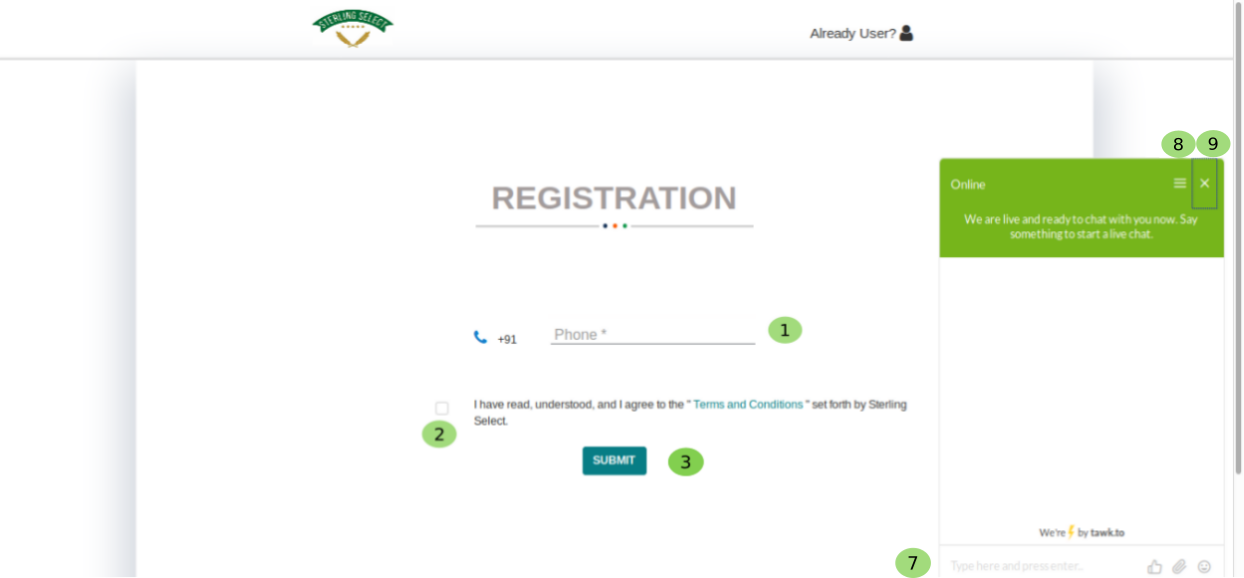 STERLING SELECT
Already User?
8 9
Online
We are live and ready to chat with you now. Say
something to start a live chat.
REGISTRATION
+91
Phone *
1
I have read, understood, and I agree to the " Terms and Conditions " set forth by Sterling
Select.
2
SUBMIT
3
We're by tawk.to
7
Type here and press enter..